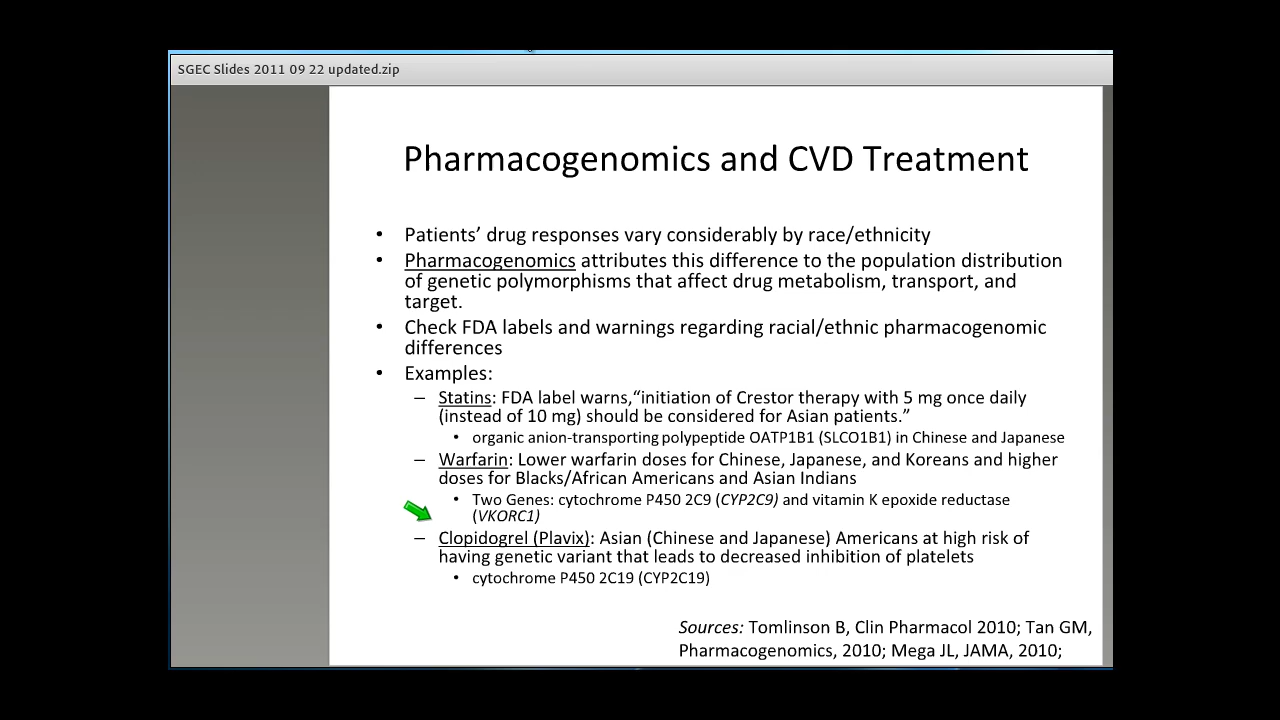 SGEC Slides 2011 09 22 updated.zip
Pharmacogenomics and CVD Treatment
• Patients’ drug responses vary considerably by race/ethnicity
• Pharmacogenomics attributes this difference to the population distribution
of genetic polymorphisms that affect drug metabolism, transport, and
target.
• Check FDA labels and warnings regarding racial/ethnic pharmacogenomic
differences
• Examples:
– Statins: FDA label warns,“initiation of Crestor therapy with 5 mg once daily
(instead of 10 mg) should be considered for Asian patients.”
• organic anion-transporting polypeptide OATP1B1 (SLCO1B1) in Chinese and Japanese
– Warfarin: Lower warfarin doses for Chinese, Japanese, and Koreans and higher
doses for Blacks/African Americans and Asian Indians
• Two Genes: cytochrome P450 2C9 (CYP2C9) and vitamin K epoxide reductase
(VKORC1)
– Clopidogrel (Plavix): Asian (Chinese and Japanese) Americans at high risk of
having genetic variant that leads to decreased inhibition of platelets
• cytochrome P450 2C19 (CYP2C19)
Sources: Tomlinson B, Clin Pharmacol 2010; Tan GM,
Pharmacogenomics, 2010; Mega JL, JAMA, 2010;